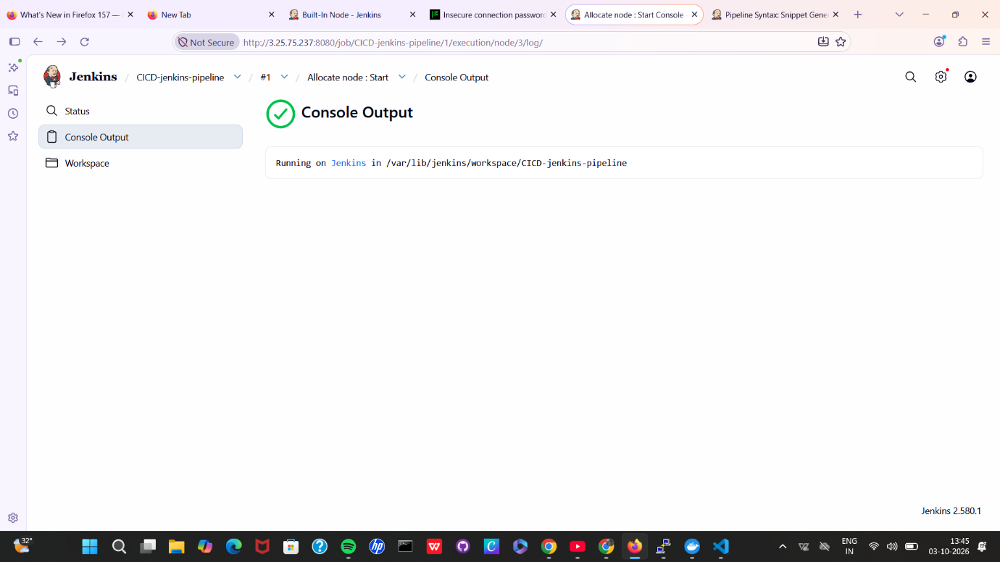 What's New in Firefox 157 —
New Tab
Built-In Node - Jenkins
Insecure connection password
Allocate node : Start Console
Pipeline Syntax: Snippet Gene
Not Secure
http://3.25.75.237:8080/job/CICD-jenkins-pipeline/1/execution/node/3/log/
Jenkins / CICD-jenkins-pipeline / #1 / Allocate node : Start / Console Output
Status
Console Output
Workspace
Console Output
Running on Jenkins in /var/lib/jenkins/workspace/CICD-jenkins-pipeline
Jenkins 2.580.1
32°
ENG
IN
13:45
03-10-2026